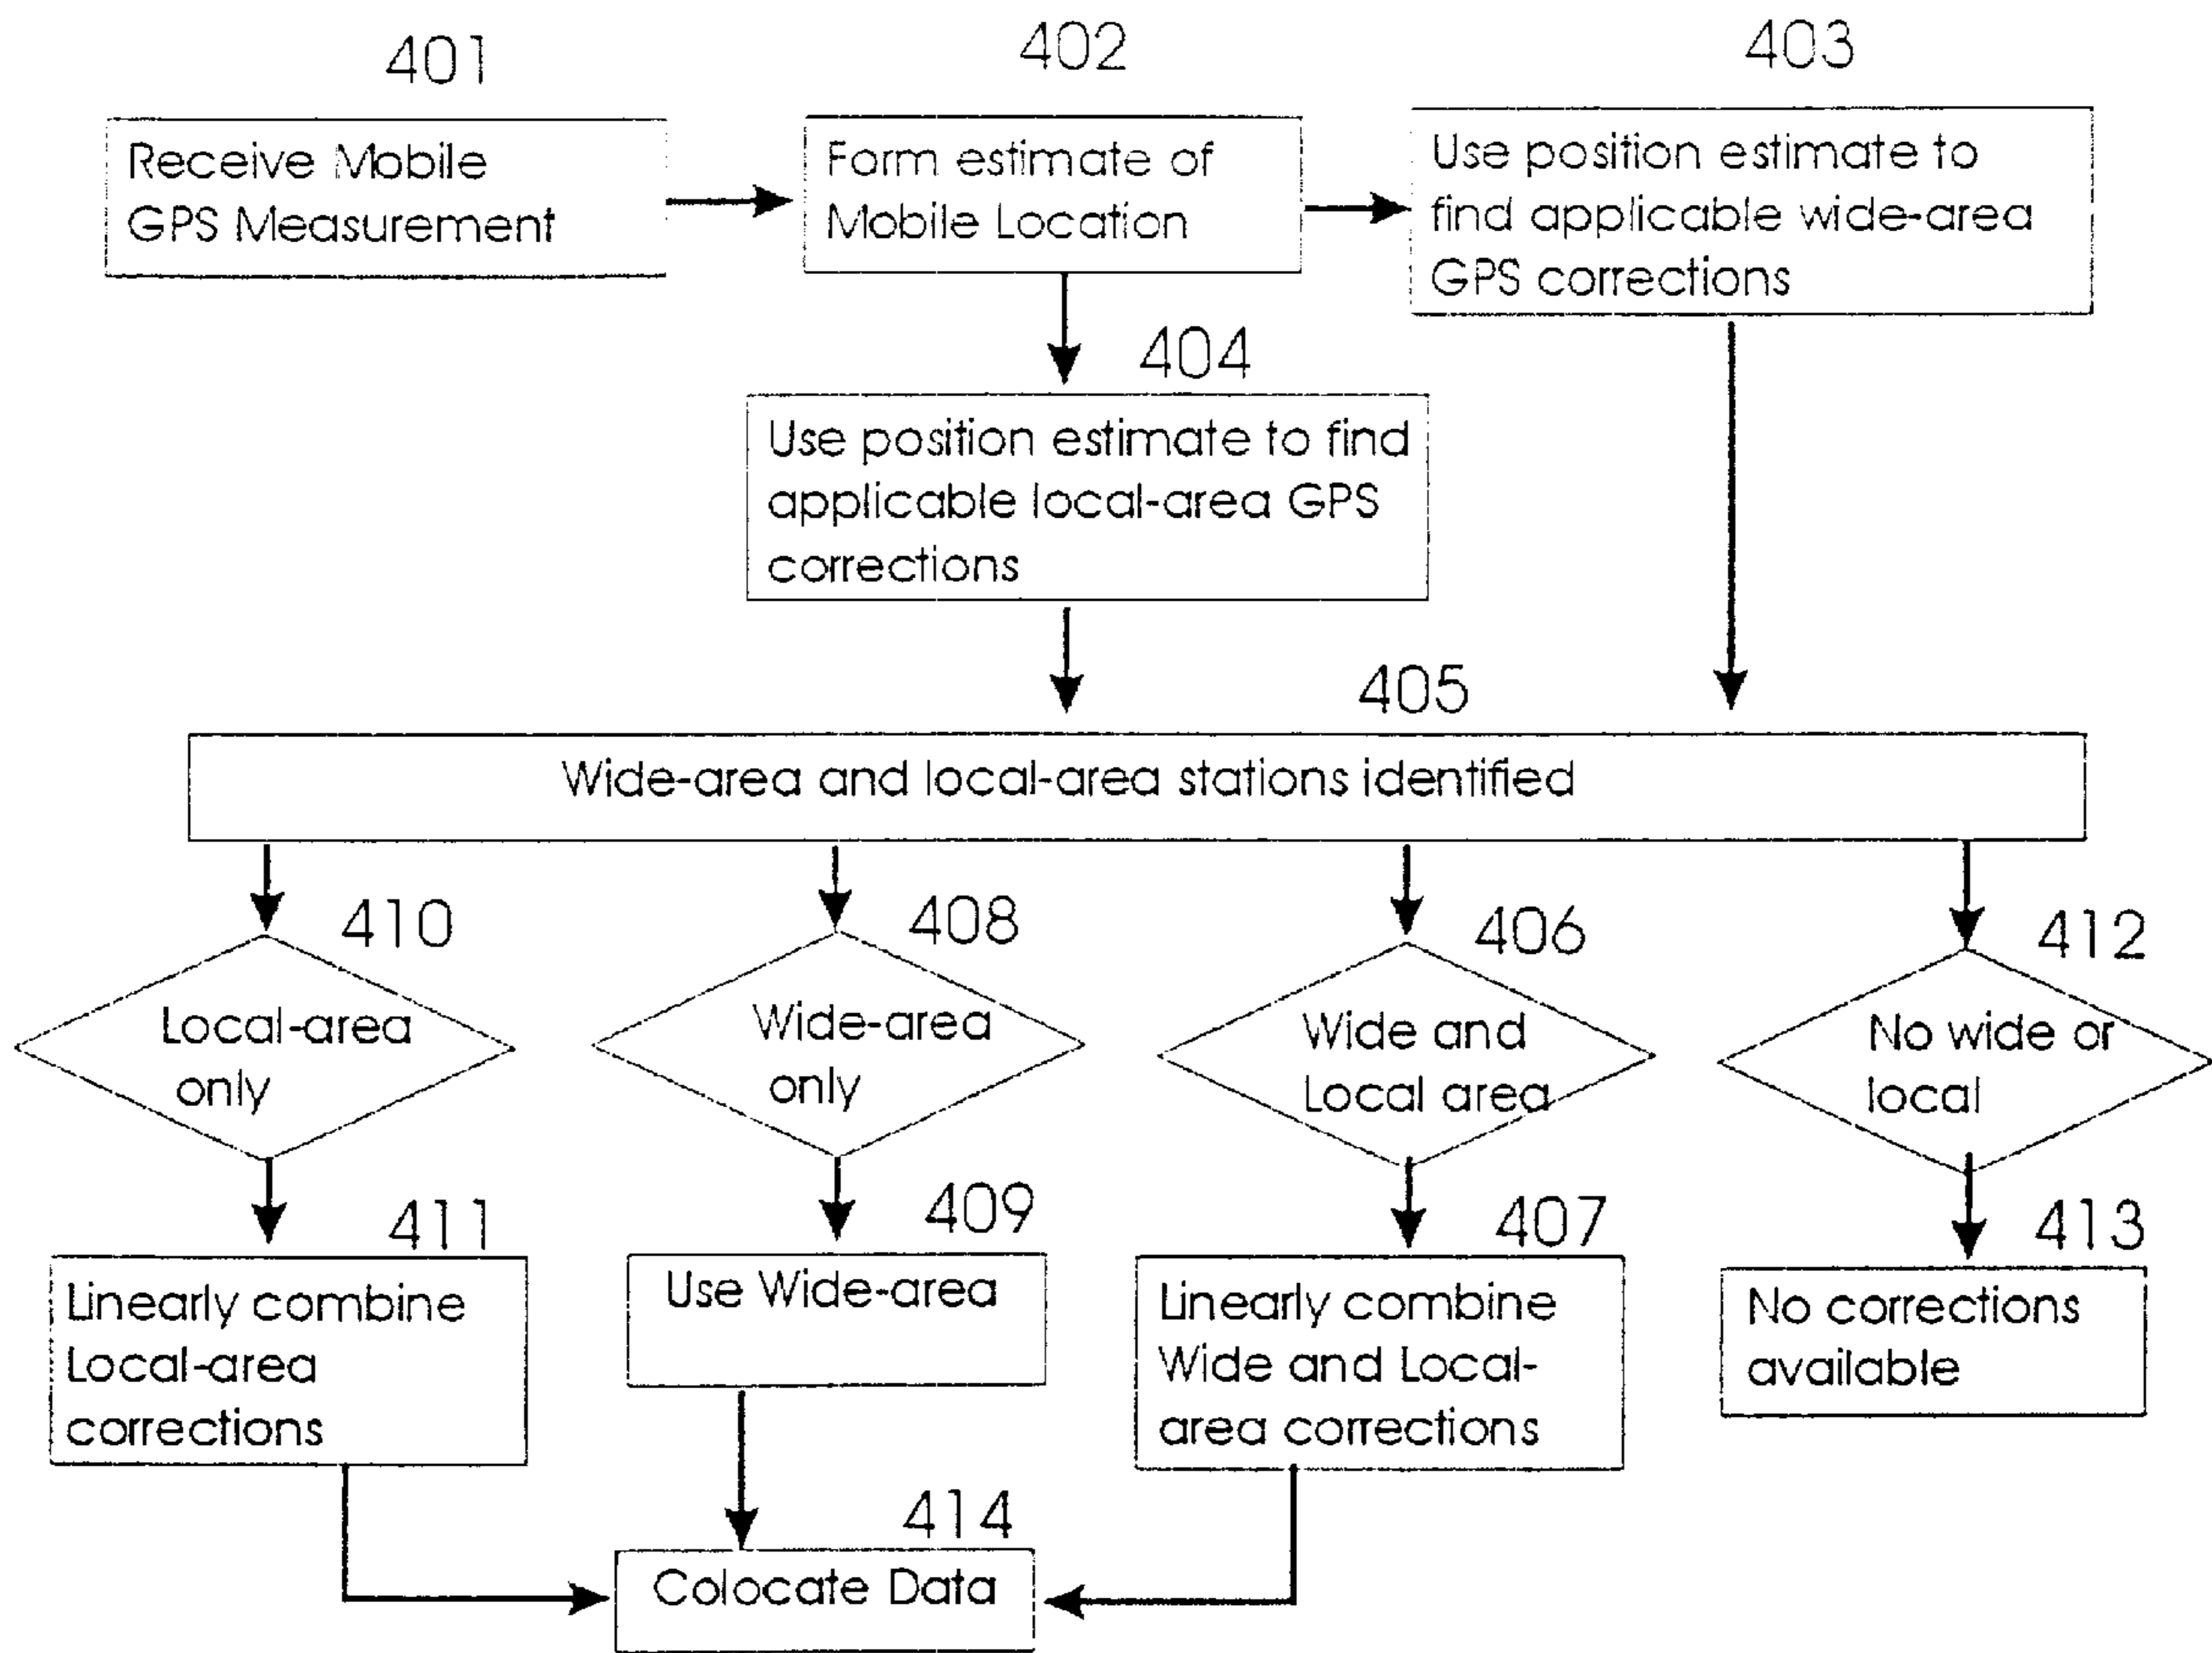 401
402
403
Receive Mobile
GPS Measurement
Form estimate of
Mobile Location
Use position estimate to
find applicable wide-area
GPS corrections
404
Use position estimate to find
applicable local-area GPS
corrections
405
Wide-area and local-area stations identified
410
408
406
412
Local-area
only
Wide-area
only
Wide and
Local area
No wide or
local
411
409
407
413
Linearly combine
Local-area
corrections
Use Wide-area
Linearly combine
Wide and Local-
area corrections
No corrections
available
414
Colocate Data